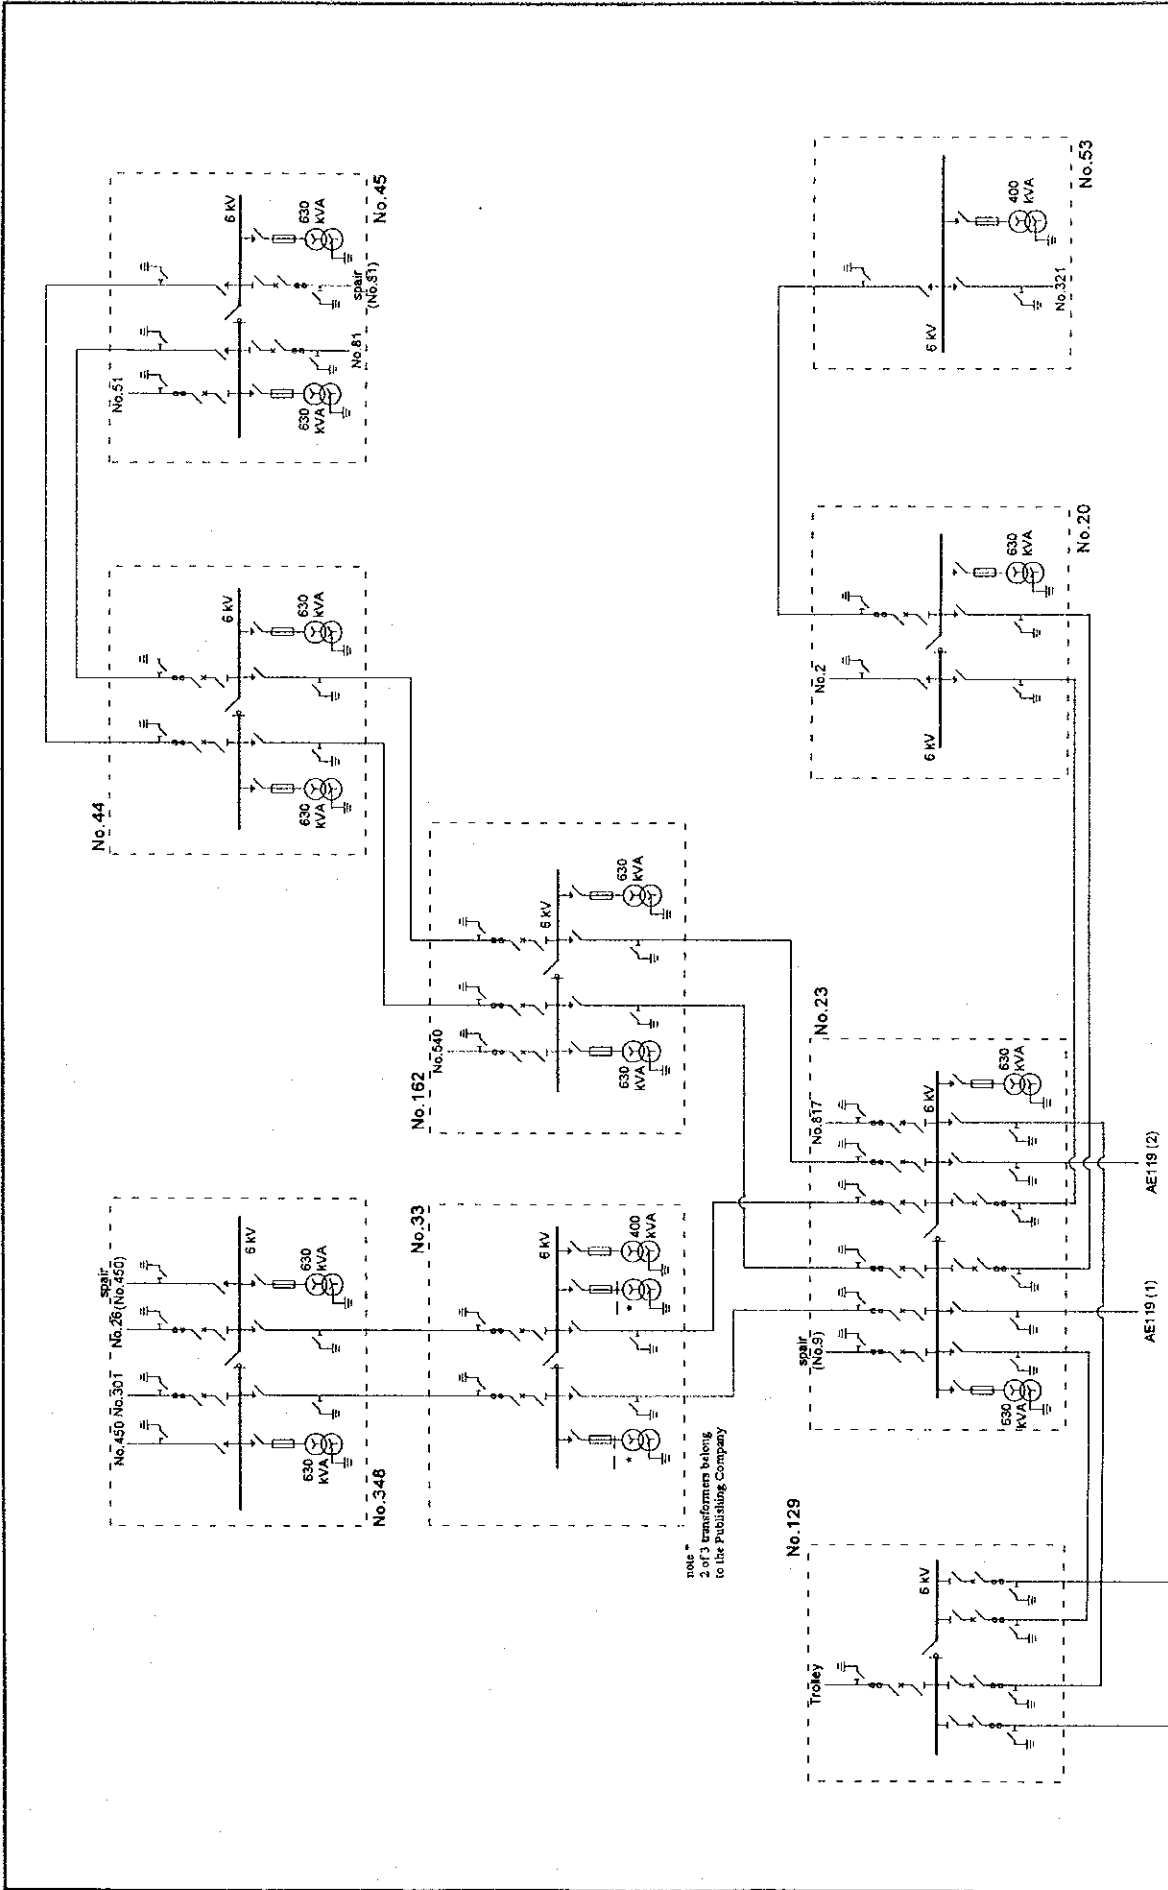 No.51
6 kV
630
kVA
630
kVA
No.81
spair
(No.81)
No.45
No.44
6 kV
630
kVA
630
kVA
No.162
No.540
6 kV
630
kVA
630
kVA
No.450
No.301
No.26
spair
(No.450)
6 kV
630
kVA
630
kVA
No.348
No.33
6 kV
400
kVA
*
*
note *
2 of 3 transformers belong
to the Publishing Company
6 kV
6 kV
400
kVA
No.321
No.53
No.2
6 kV
630
kVA
No.20
No.23
spair
(No.9)
No.817
6 kV
630
kVA
630
kVA
AE119 (1)
AE119 (2)
No.129
Trolley
6 kV